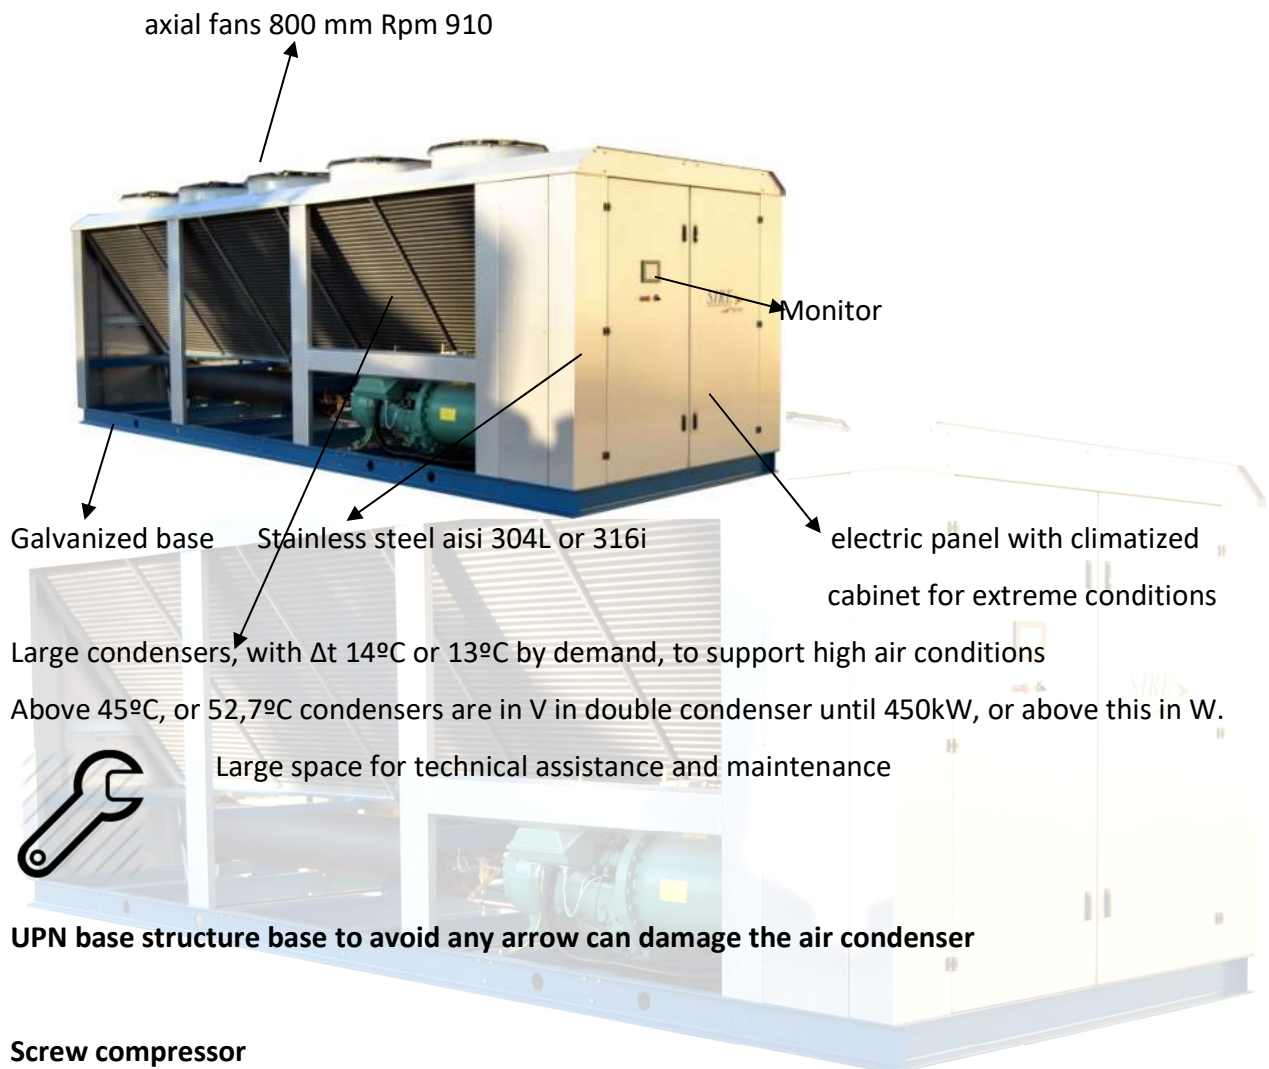 axial fans 800 mm Rpm 910
SIRE
Monitor
Galvanized base
Stainless steel aisi 304L or 316i
electric panel with climatized
cabinet for extreme conditions
Large condensers, with Δt 14ºC or 13ºC by demand, to support high air conditions
Above 45ºC, or 52,7ºC condensers are in V in double condenser until 450kW, or above this in W.
SIRE
Large space for technical assistance and maintenance
UPN base structure base to avoid any arrow can damage the air condenser
Screw compressor